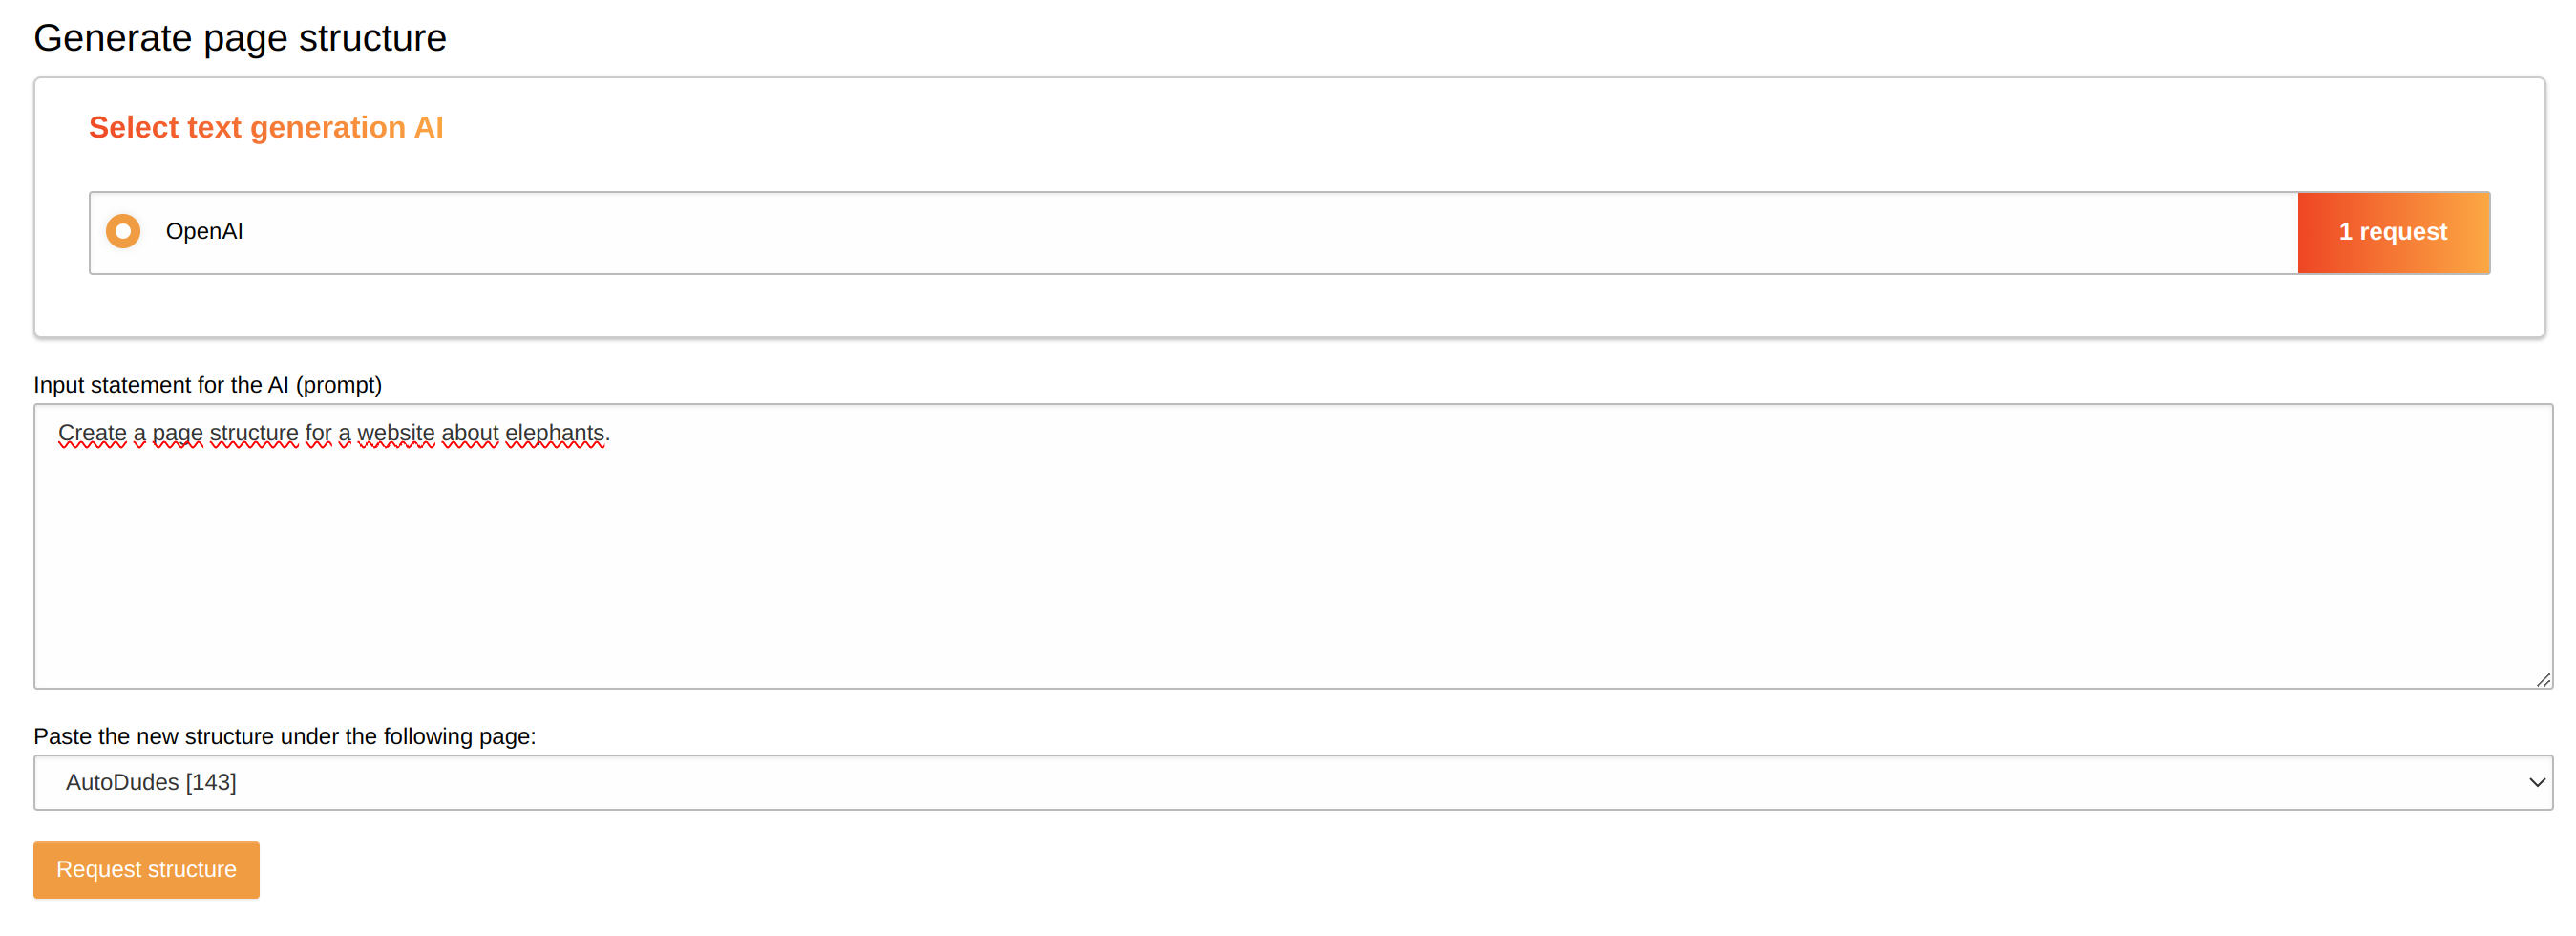 Generate page structure
Select text generation AI
OpenAI
1 request
Input statement for the AI (prompt)
Create a page structure for a website about elephants.
Paste the new structure under the following page:
AutoDudes [143]
Request structure